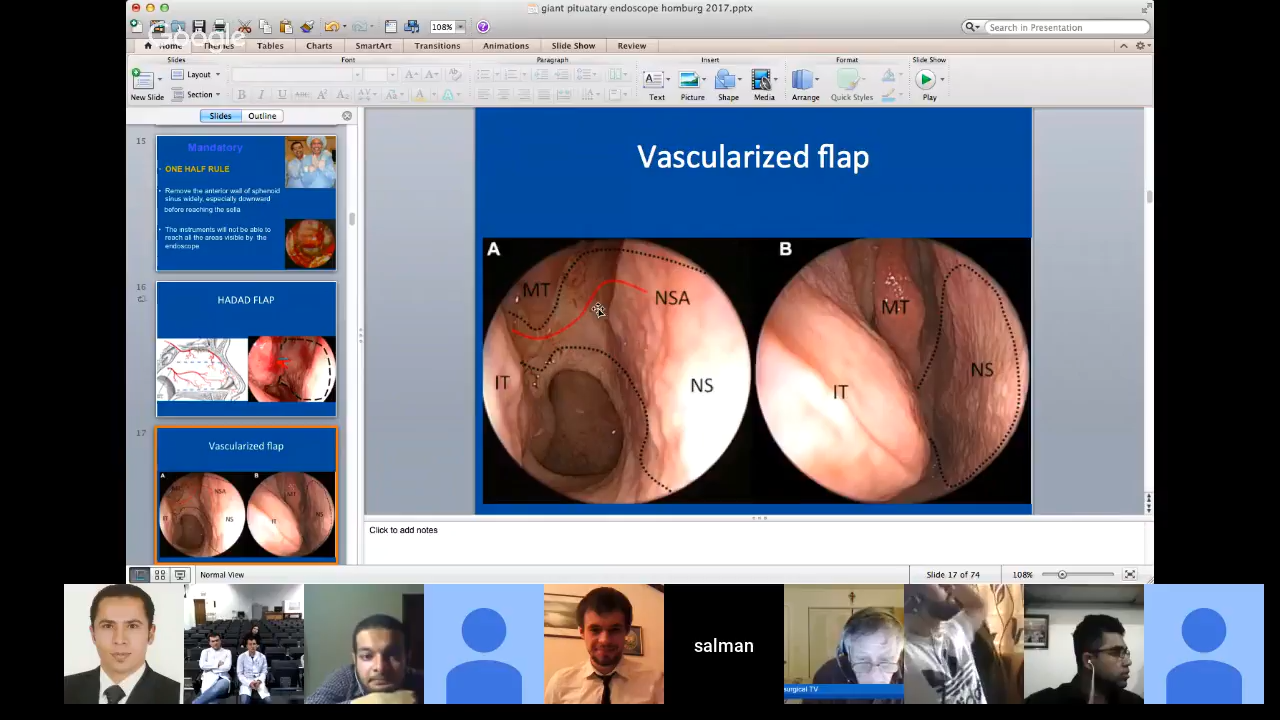 giant pituatary endoscope homburg 2017.pptx
108%
Search in Presentation
Google
Home
Themes
Tables
Charts
SmartArt
Transitions
Animations
Slide Show
Review
Slides
Font
Paragraph
Insert
Format
Slide Show
New Slide
Layout
Section
B I U ABC
Text
Picture
Shape
Media
Arrange
Quick Styles
Play
Slides
Outline
15
Mandatory
ONE HALF RULE
Remove the anterior wall of sphenoid
sinus widely, especially downward
before reaching the sella
The instruments will not be able to
reach all the areas visible by the
endoscope
16
HADAD FLAP
17
Vascularized flap
A
B
MT
NSA
IT
NS
MT
IT
NS
Vascularized flap
A
B
MT
NSA
IT
NS
MT
IT
NS
Click to add notes
Normal View
Slide 17 of 74
108%
salman
surgical TV